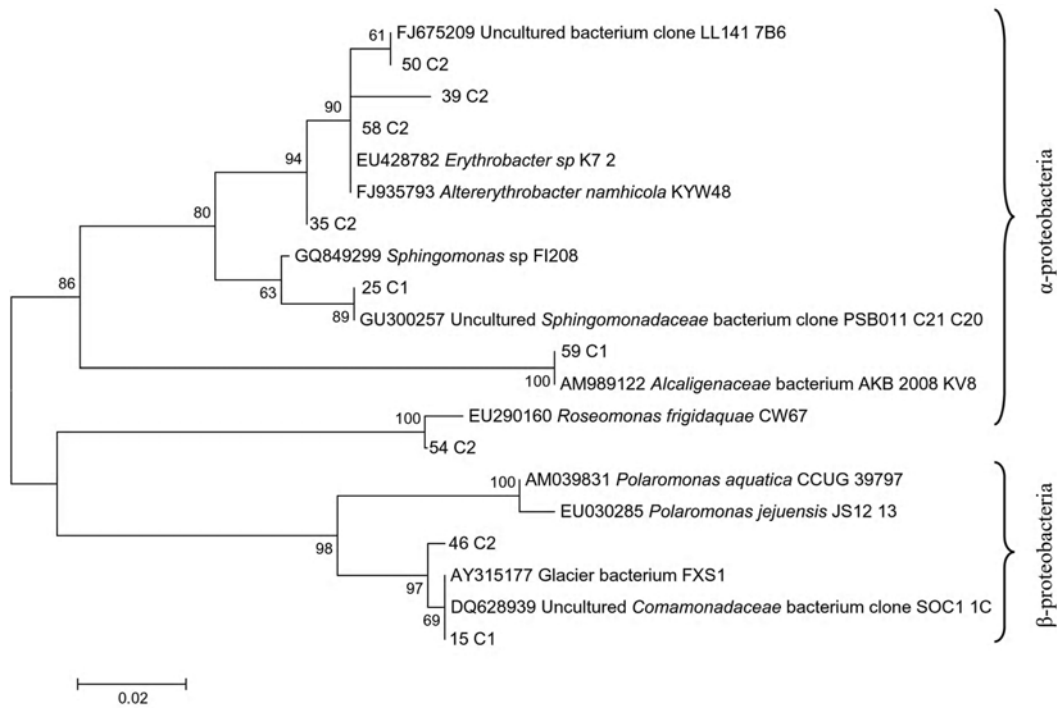 61
FJ675209 Uncultured bacterium clone LL141 7B6
50 C2
39 C2
90
58 C2
94
EU428782 Erythrobacter sp K7 2
FJ935793 Altererythrobacter namhicola KYW48
80
35 C2
GQ849299 Sphingomonas sp FI208
86
63
25 C1
89
GU300257 Uncultured Sphingomonadaceae bacterium clone PSB011 C21 C20
59 C1
100
AM989122 Alcaligenaceae bacterium AKB 2008 KV8
100
EU290160 Roseomonas frigidaquae CW67
54 C2
α-proteobacteria
100
AM039831 Polaromonas aquatica CCUG 39797
EU030285 Polaromonas jejuensis JS12 13
98
46 C2
97
AY315177 Glacier bacterium FXS1
DQ628939 Uncultured Comamonadaceae bacterium clone SOC1 1C
69
15 C1
β-proteobacteria
0.02